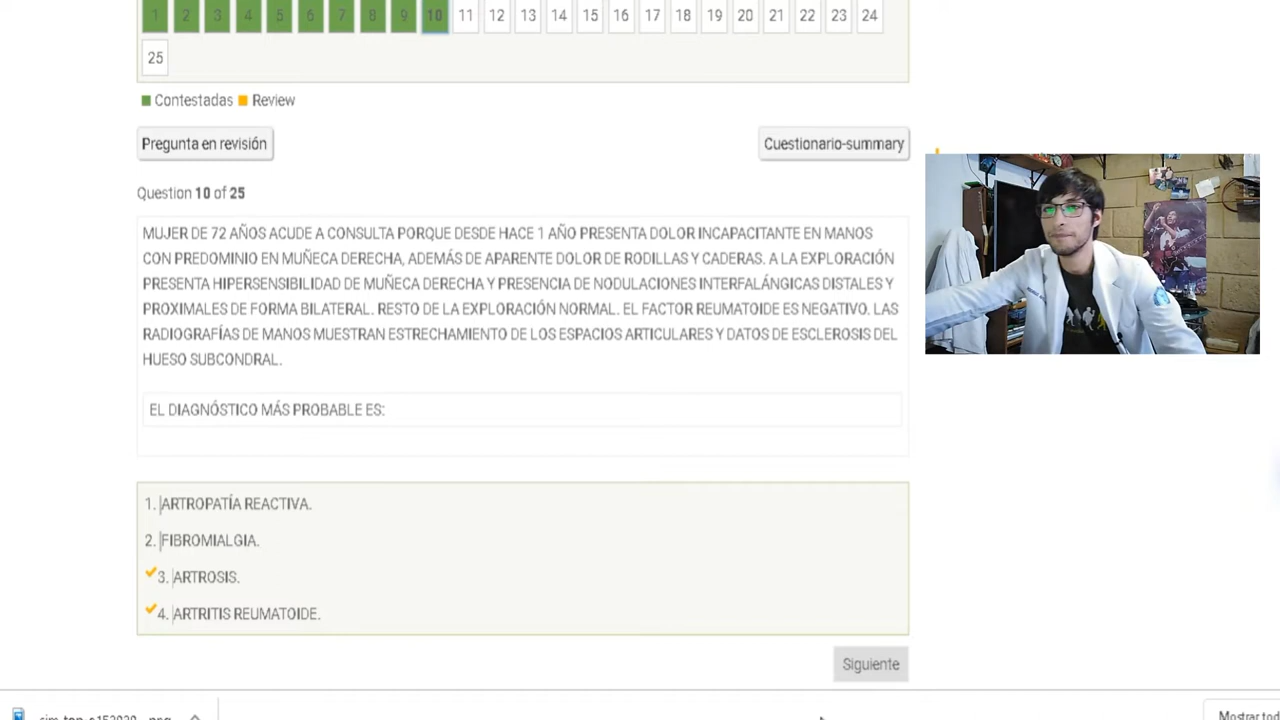 1 2 3 4 5 6 7 8 9 10 11 12 13 14 15 16 17 18 19 20 21 22 23 24
25
Contestadas Review
Pregunta en revisión Cuestionario-summary
Question 10 of 25
MUJER DE 72 AÑOS ACUDE A CONSULTA PORQUE DESDE HACE 1 AÑO PRESENTA DOLOR INCAPACITANTE EN MANOS
CON PREDOMINIO EN MUÑECA DERECHA, ADEMÁS DE APARENTE DOLOR DE RODILLAS Y CADERAS. A LA EXPLORACIÓN
PRESENTA HIPERSENSIBILIDAD DE MUÑECA DERECHA Y PRESENCIA DE NODULACIONES INTERFALÁNGICAS DISTALES Y
PROXIMALES DE FORMA BILATERAL. RESTO DE LA EXPLORACIÓN NORMAL. EL FACTOR REUMATOIDE ES NEGATIVO. LAS
RADIOGRAFÍAS DE MANOS MUESTRAN ESTRECHAMIENTO DE LOS ESPACIOS ARTICULARES Y DATOS DE ESCLEROSIS DEL
HUESO SUBCONDRAL.
EL DIAGNÓSTICO MÁS PROBABLE ES:
1. ARTROPATÍA REACTIVA.
2. FIBROMIALGIA.
3. ARTROSIS.
4. ARTRITIS REUMATOIDE.
Siguiente
Mostrar tod